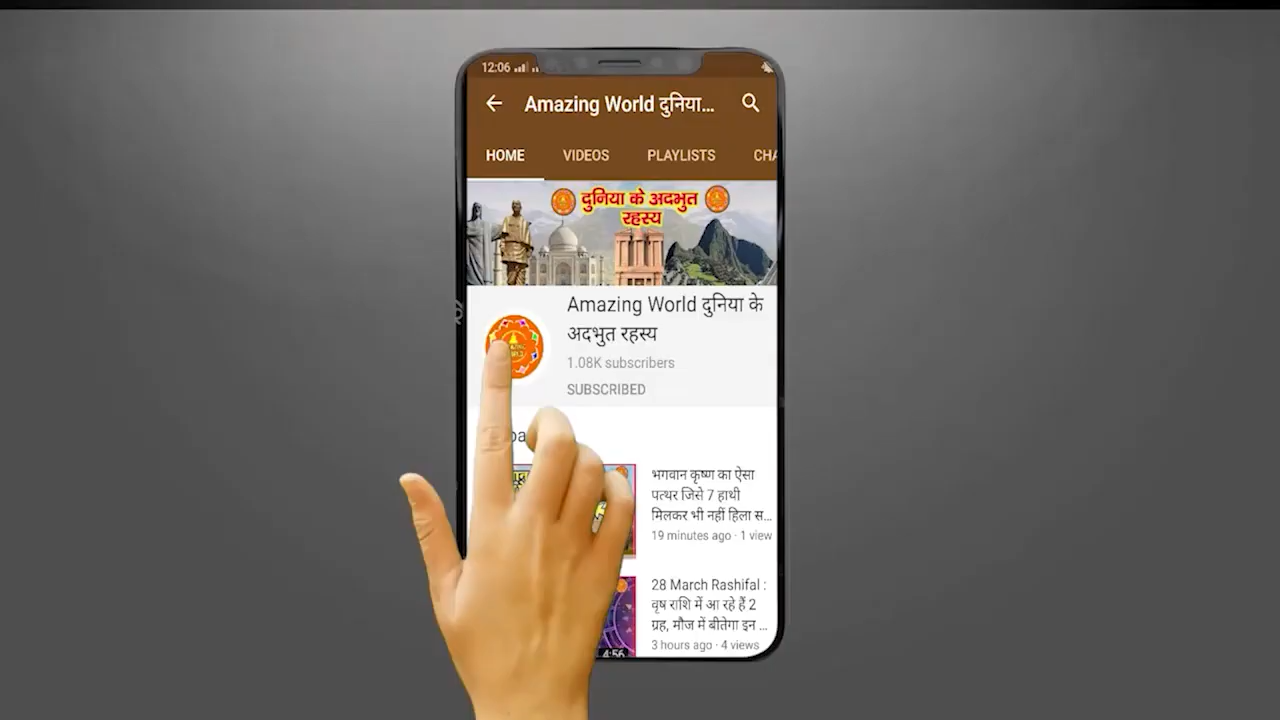 12:06
Amazing World दुनिया...
HOME VIDEOS PLAYLISTS CHA
दुनिया के अदभुत
रहस्य
Amazing World दुनिया के
अदभुत रहस्य
1.08K subscribers
SUBSCRIBED
भगवान कृष्ण का ऐसा
पत्थर जिसे 7 हाथी
मिलकर भी नहीं हिला स...
19 minutes ago · 1 view
28 March Rashifal :
वृष राशि में आ रहे हैं 2
ग्रह, मौज में बीतेगा इन ...
3 hours ago · 4 views
4:56